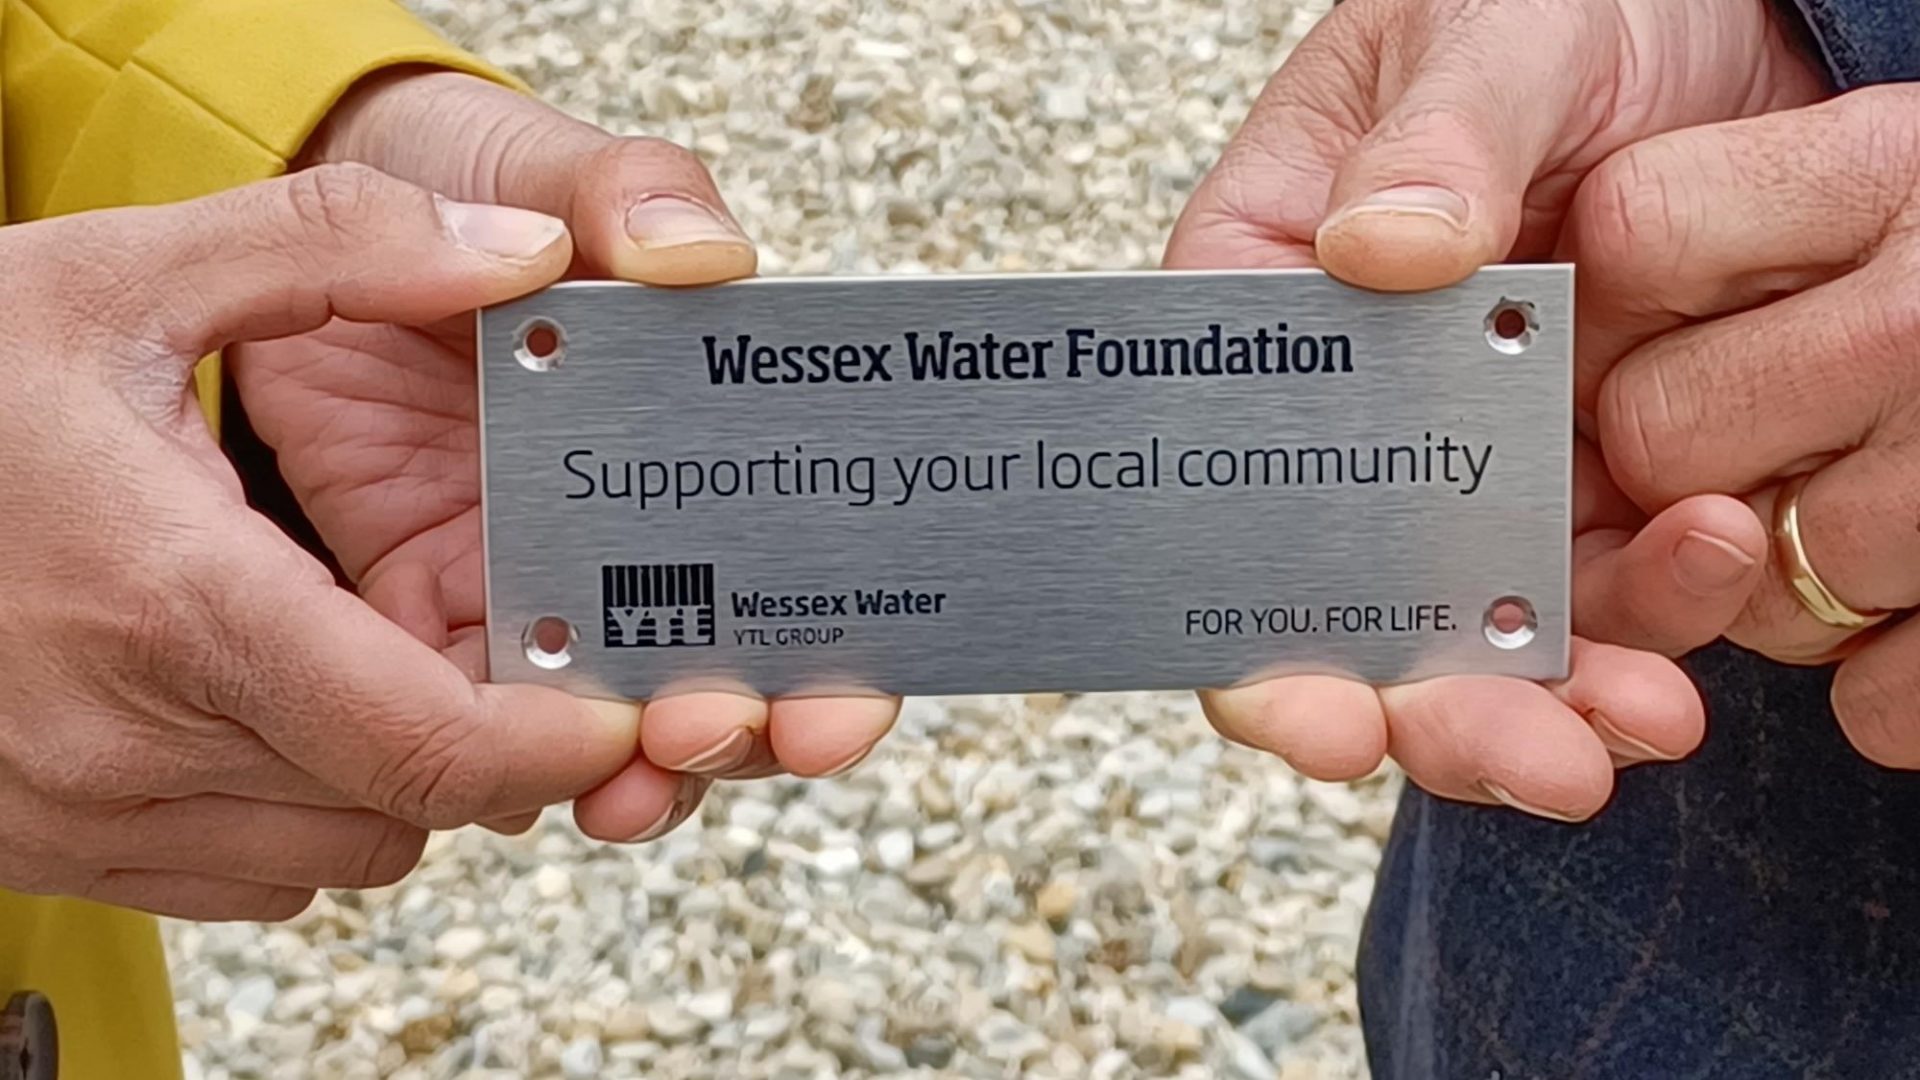 Wessex Water Foundation
Supporting your local community
YTL
Wessex Water
YTL GROUP
FOR YOU. FOR LIFE.